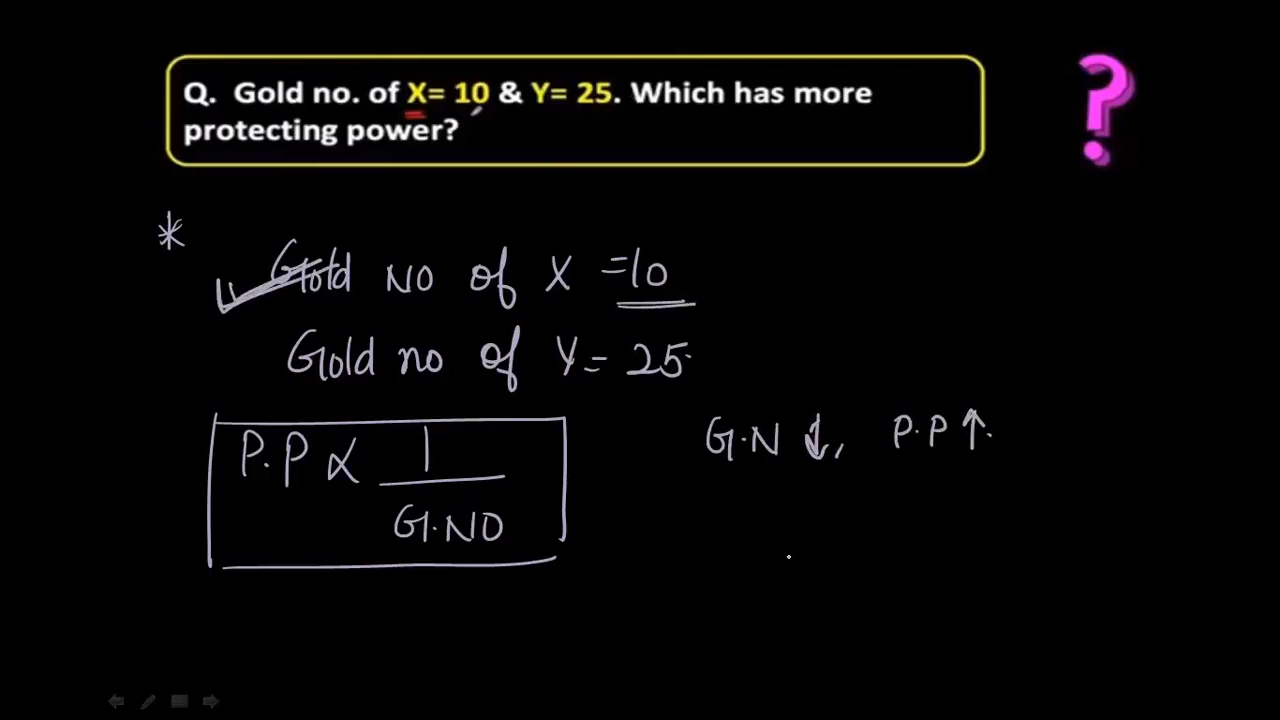 Q. Gold no. of X= 10 & Y= 25. Which has more
protecting power?
?
*
Gold NO of X =10
Gold no of Y= 25.
P.P ∝ 1
G.NO
G.N ↓, P.P ↑.